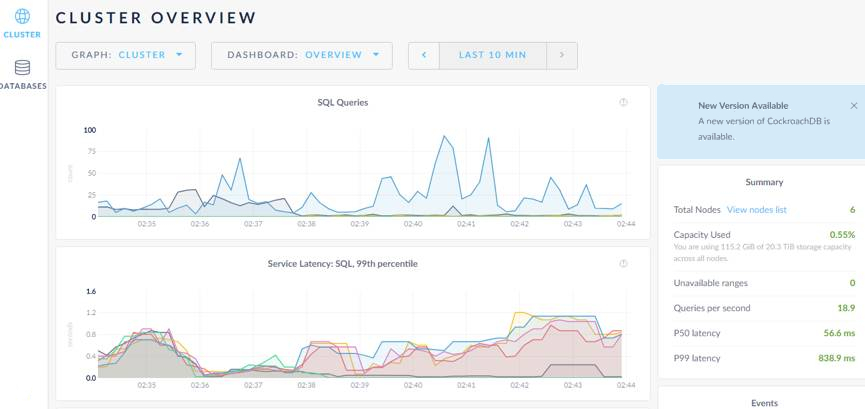 CLUSTER OVERVIEW
CLUSTER
DATABASES
GRAPH: CLUSTER
DASHBOARD: OVERVIEW
LAST 10 MIN
SQL Queries
count
100
75
50
25
0
02:35 02:36 02:37 02:38 02:39 02:40 02:41 02:42 02:43 02:44
Service Latency: SQL, 99th percentile
seconds
1.6
1.2
0.8
0.4
0.0
02:35 02:36 02:37 02:38 02:39 02:40 02:41 02:42 02:43 02:44
New Version Available
A new version of CockroachDB is
available.
Summary
Total Nodes View nodes list 6
Capacity Used 0.55%
You are using 115.2 GiB of 20.3 TiB storage capacity
across all nodes.
Unavailable ranges 0
Queries per second 18.9
P50 latency 56.6 ms
P99 latency 838.9 ms
Events